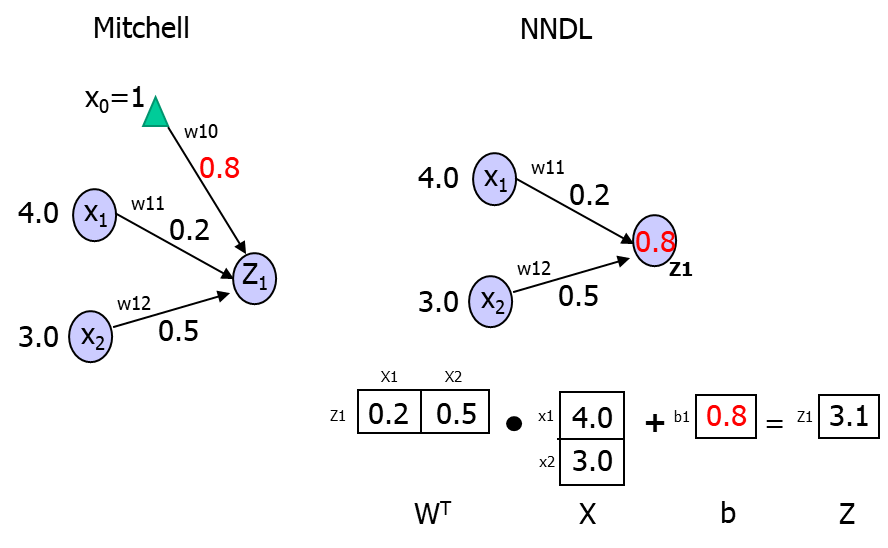 Mitchell
NNDL
x₀=1
w10
0.8
4.0
x₁
w11
0.2
Z₁
w12
0.5
3.0
x₂
4.0
x₁
w11
0.2
0.8
Z1
w12
0.5
3.0
x₂
X1 X2
Z1 0.2 0.5 • x1 4.0 + b1 0.8 = Z1 3.1
x2 3.0
Wᵀ X b Z